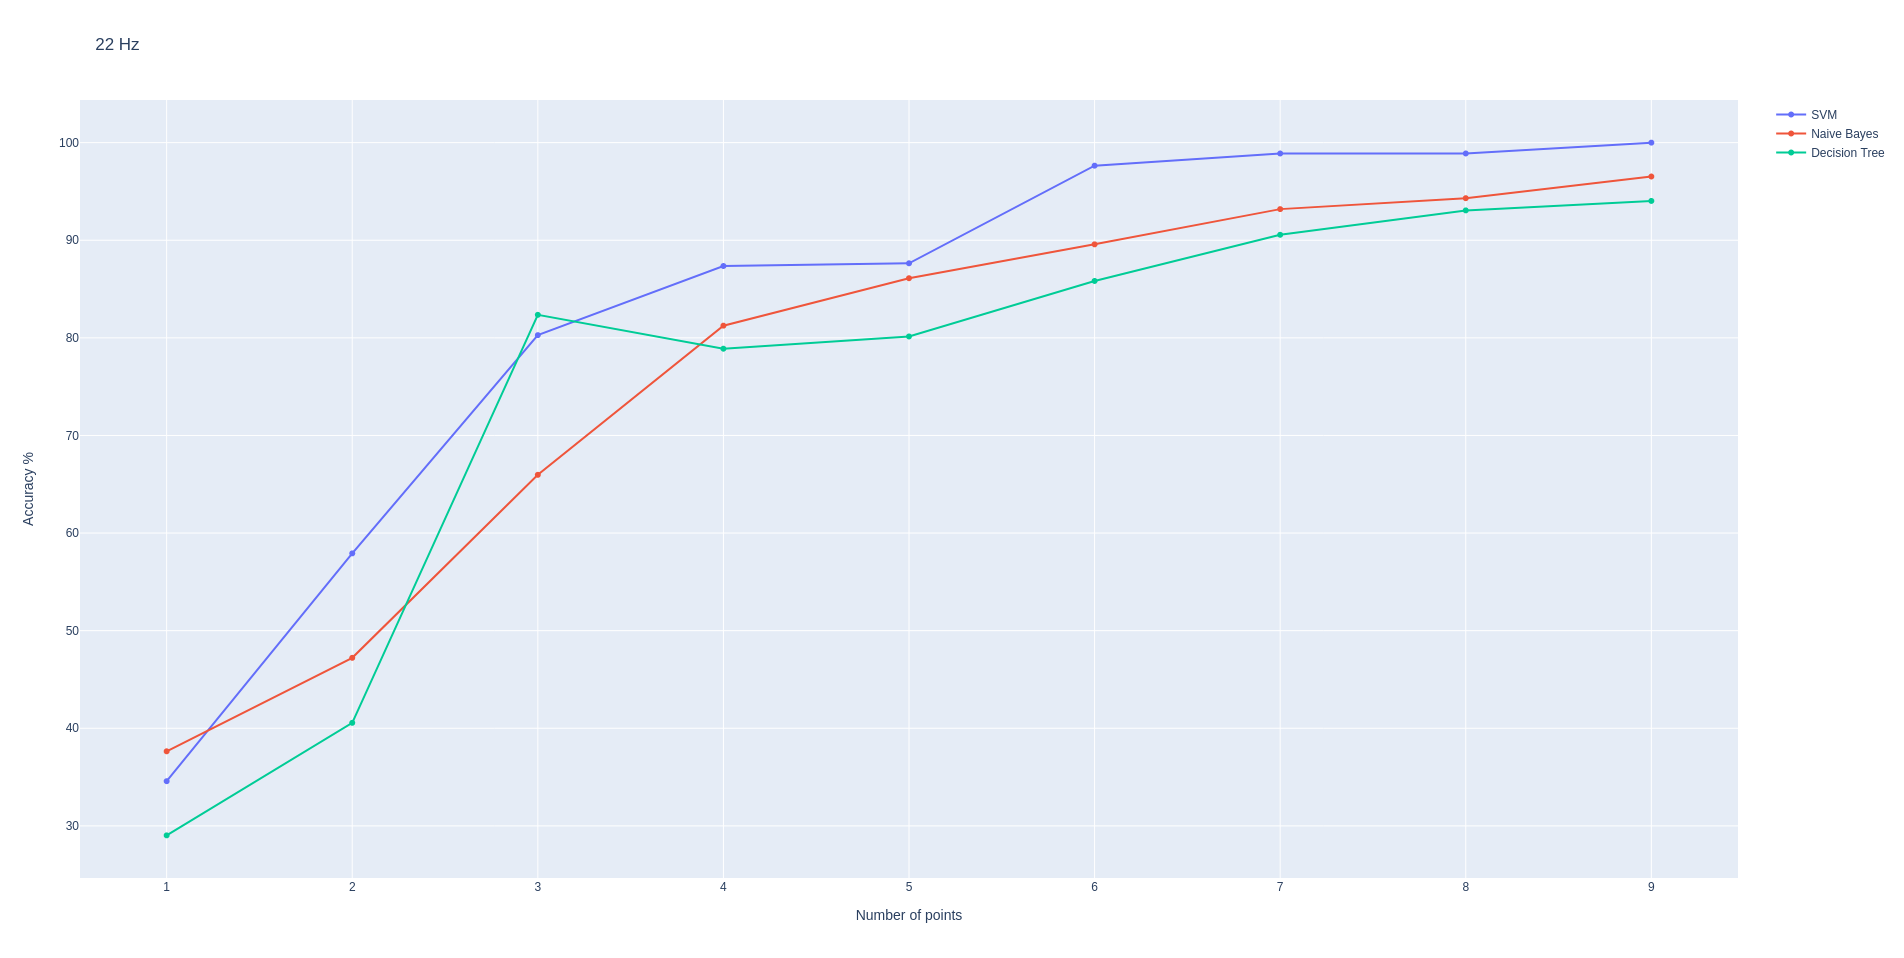 22 Hz
SVM
Naive Bayes
Decision Tree
100
90
80
70
60
50
40
30
Accuracy %
1 2 3 4 5 6 7 8 9
Number of points